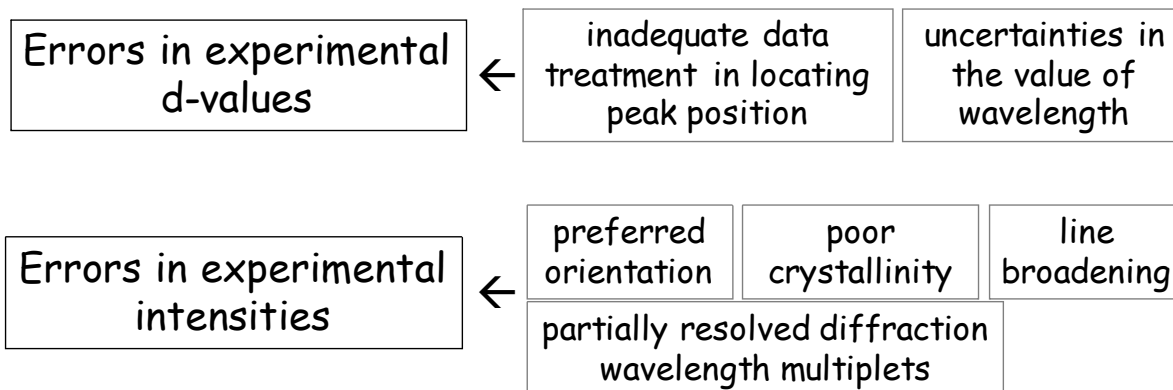 Errors in experimental
d-values
←
inadequate data
treatment in locating
peak position
uncertainties in
the value of
wavelength
Errors in experimental
intensities
←
preferred
orientation
poor
crystallinity
line
broadening
partially resolved diffraction
wavelength multiplets